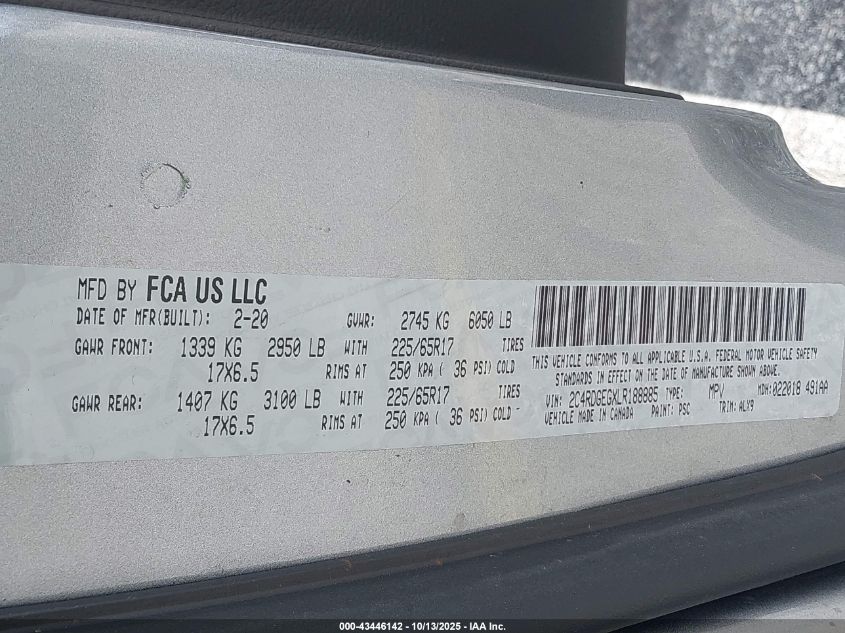 MFD BY FCA US LLC
DATE OF MFR(BUILT): 2-20 GVWR: 2745 KG 6050 LB
GAWR FRONT: 1339 KG 2950 LB WITH 225/65R17 TIRES
17X6.5 RIMS AT 250 KPA ( 36 PSI) COLD
GAWR REAR: 1407 KG 3100 LB WITH 225/65R17 TIRES
17X6.5 RIMS AT 250 KPA ( 36 PSI) COLD -
THIS VEHICLE CONFORMS TO ALL APPLICABLE U.S.A. FEDERAL MOTOR VEHICLE SAFETY
STANDARDS IN EFFECT ON THE DATE OF MANUFACTURE SHOWN ABOVE.
VIN: 2C4RDGEGXLR188885 TYPE: MPV MDH:022018 491AA
VEHICLE MADE IN CANADA PAINT: PSC TRIM: ALX9
000-43446142 - 10/13/2025 - IAA Inc.